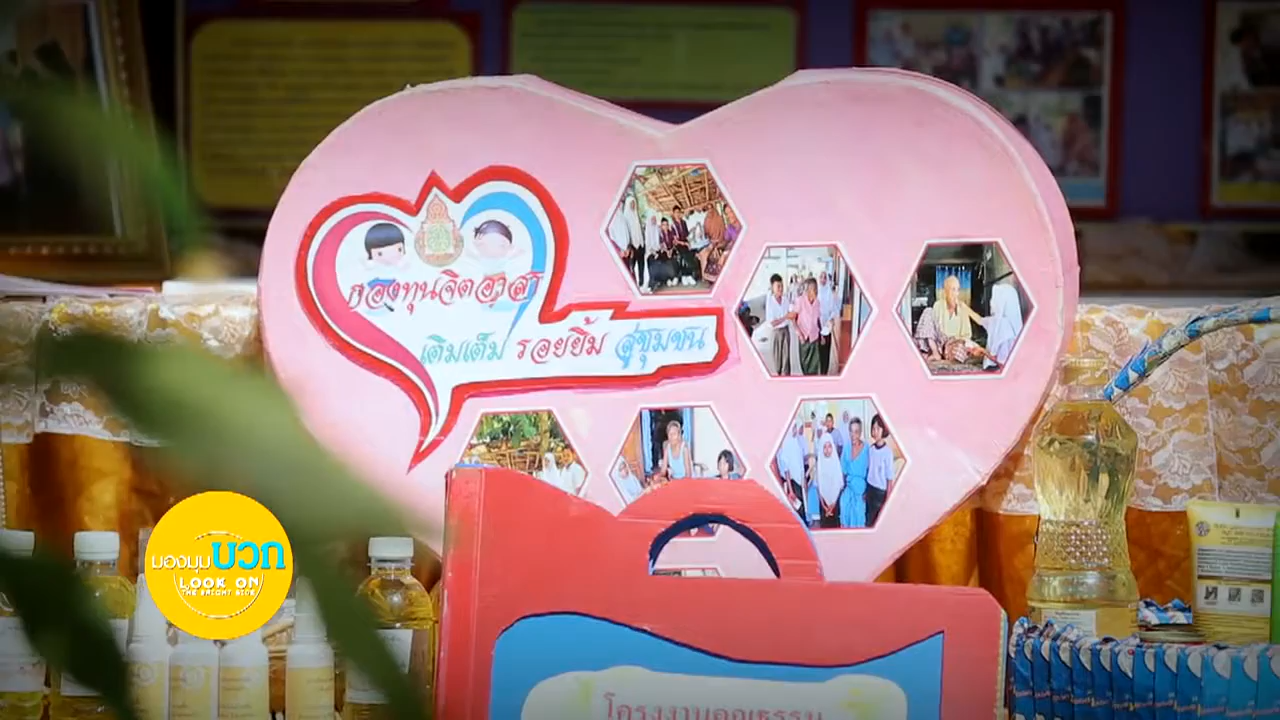 กองทุนจิตอาสา
เติมเต็ม รอยยิ้ม สู่ชุมชน
มองมุมบวก
LOOK ON
THE BRIGHT SIDE
โครงงานคุณธรรม